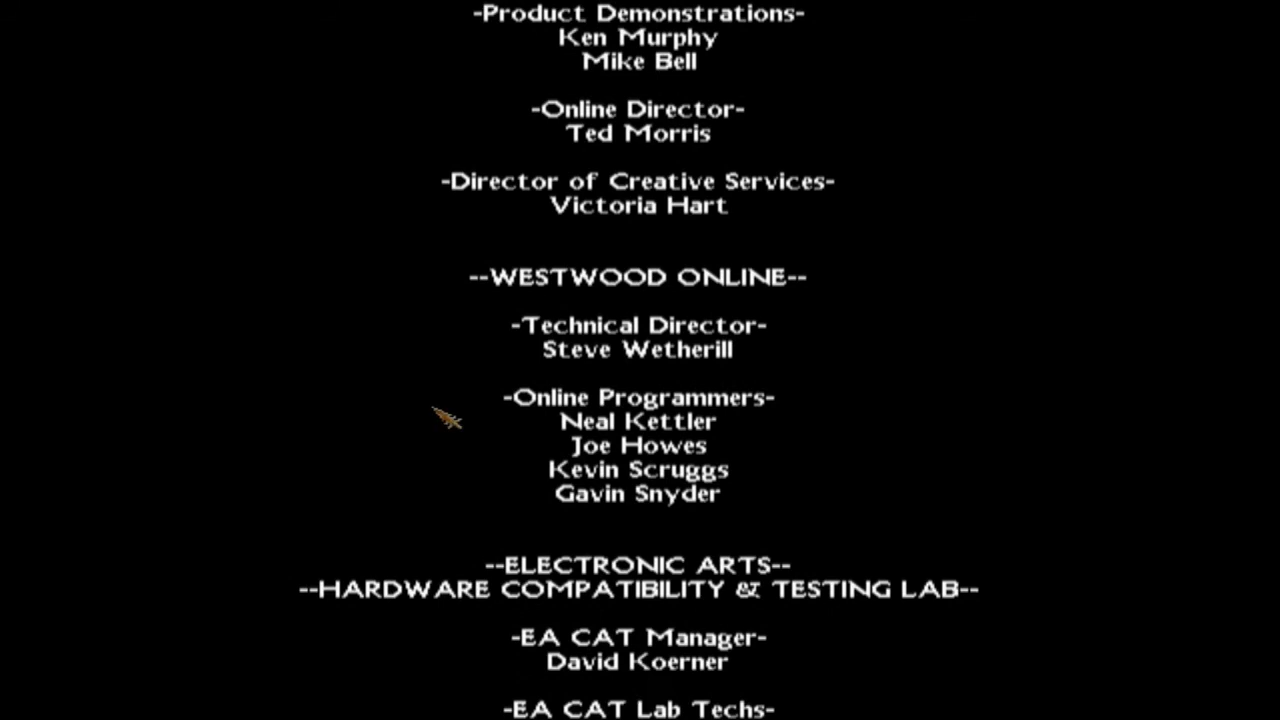 -Product Demonstrations-
Ken Murphy
Mike Bell
-Online Director-
Ted Morris
-Director of Creative Services-
Victoria Hart
--WESTWOOD ONLINE--
-Technical Director-
Steve Wetherill
-Online Programmers-
Neal Kettler
Joe Howes
Kevin Scruggs
Gavin Snyder
--ELECTRONIC ARTS--
--HARDWARE COMPATIBILITY & TESTING LAB--
-EA CAT Manager-
David Koerner
-EA CAT Lab Techs-